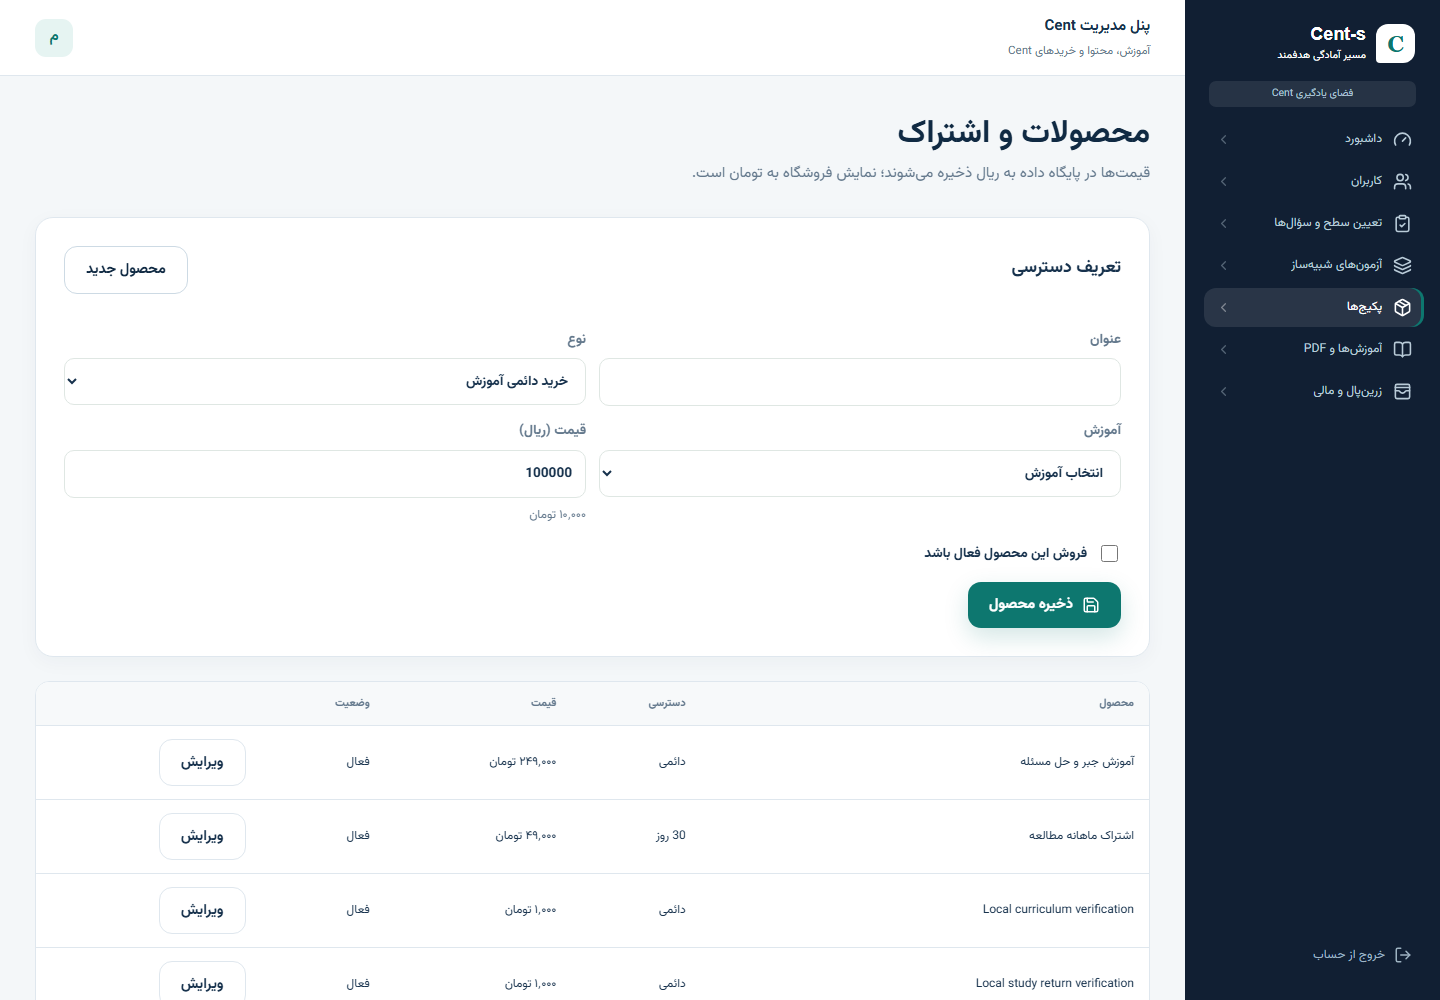 Cent-s
مسیر آمادگی هدفمند
فضای یادگیری Cent
داشبورد
کاربران
تعیین سطح و سؤال‌ها
آزمون‌های شبیه‌ساز
پکیج‌ها
آموزش‌ها و PDF
زرین‌پال و مالی
خروج از حساب
پنل مدیریت Cent
آموزش، محتوا و خریدهای Cent
م
محصولات و اشتراک
قیمت‌ها در پایگاه داده به ریال ذخیره می‌شوند؛ نمایش فروشگاه به تومان است.
تعریف دسترسی
محصول جدید
عنوان
نوع
خرید دائمی آموزش
آموزش
قیمت (ریال)
انتخاب آموزش
100000
۱۰,۰۰۰ تومان
فروش این محصول فعال باشد
ذخیره محصول
محصول دسترسی قیمت وضعیت
آموزش جبر و حل مسئله دائمی ۲۴۹,۰۰۰ تومان فعال ویرایش
اشتراک ماهانه مطالعه 30 روز ۴۹,۰۰۰ تومان فعال ویرایش
Local curriculum verification دائمی ۱,۰۰۰ تومان فعال ویرایش
Local study return verification دائمی ۱,۰۰۰ تومان فعال ویرایش